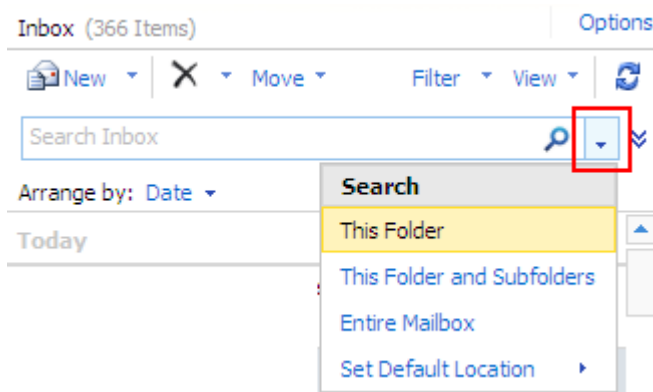 Inbox (366 Items) Options
New Move Filter View
Search Inbox
Arrange by: Date
Search
Today
This Folder
This Folder and Subfolders
Entire Mailbox
Set Default Location